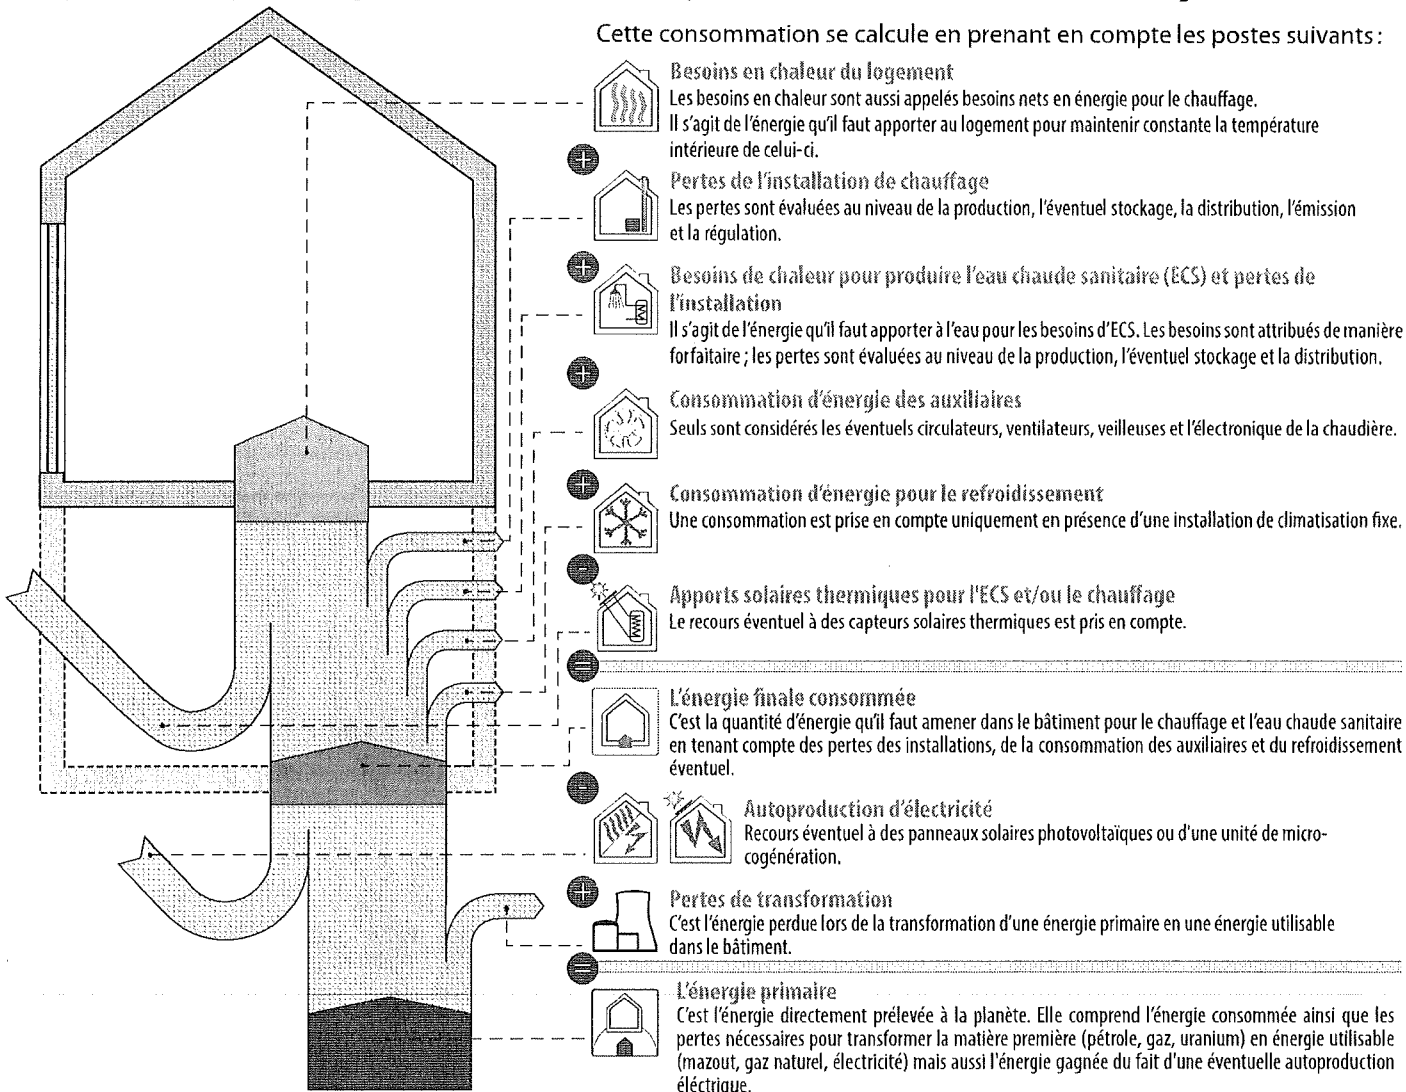 Cette consommation se calcule en prenant en compte les postes suivants :
Besoins en chaleur du logement
Les besoins en chaleur sont aussi appelés besoins nets en énergie pour le chauffage.
Il s'agit de l'énergie qu'il faut apporter au logement pour maintenir constante la température
intérieure de celui-ci.
+
Pertes de l'installation de chauffage
Les pertes sont évaluées au niveau de la production, l'éventuel stockage, la distribution, l'émission
et la régulation.
+
Besoins de chaleur pour produire l'eau chaude sanitaire (ECS) et pertes de
l'installation
Il s'agit de l'énergie qu'il faut apporter à l'eau pour les besoins d'ECS. Les besoins sont attribués de manière
forfaitaire ; les pertes sont évaluées au niveau de la production, l'éventuel stockage et la distribution.
+
Consommation d'énergie des auxiliaires
Seuls sont considérés les éventuels circulateurs, ventilateurs, veilleuses et l'électronique de la chaudière.
+
Consommation d'énergie pour le refroidissement
Une consommation est prise en compte uniquement en présence d'une installation de climatisation fixe.
-
Apports solaires thermiques pour l'ECS et/ou le chauffage
Le recours éventuel à des capteurs solaires thermiques est pris en compte.
=
L'énergie finale consommée
C'est la quantité d'énergie qu'il faut amener dans le bâtiment pour le chauffage et l'eau chaude sanitaire
en tenant compte des pertes des installations, de la consommation des auxiliaires et du refroidissement
éventuel.
-
Autoproduction d'électricité
Recours éventuel à des panneaux solaires photovoltaïques ou d'une unité de micro-
cogénération.
+
Pertes de transformation
C'est l'énergie perdue lors de la transformation d'une énergie primaire en une énergie utilisable
dans le bâtiment.
=
L'énergie primaire
C'est l'énergie directement prélevée à la planète. Elle comprend l'énergie consommée ainsi que les
pertes nécessaires pour transformer la matière première (pétrole, gaz, uranium) en énergie utilisable
(mazout, gaz naturel, électricité) mais aussi l'énergie gagnée du fait d'une éventuelle autoproduction
éléctrique.